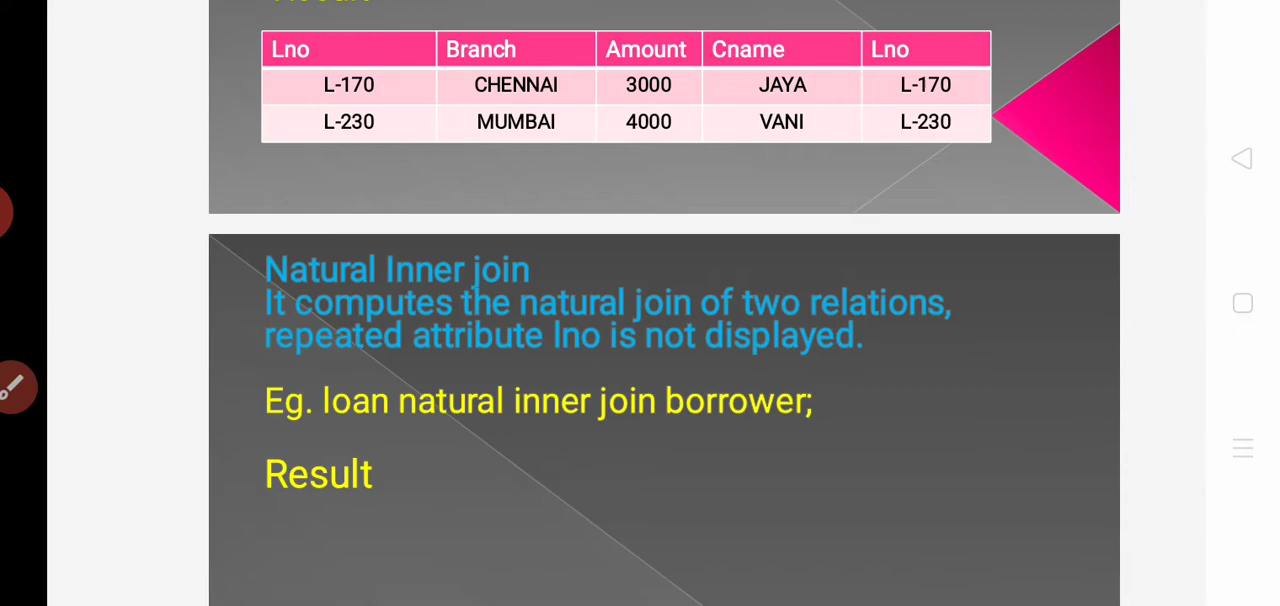 Lno Branch Amount Cname Lno
L-170 CHENNAI 3000 JAYA L-170
L-230 MUMBAI 4000 VANI L-230
Natural Inner join
It computes the natural join of two relations,
repeated attribute lno is not displayed.
Eg. loan natural inner join borrower;
Result